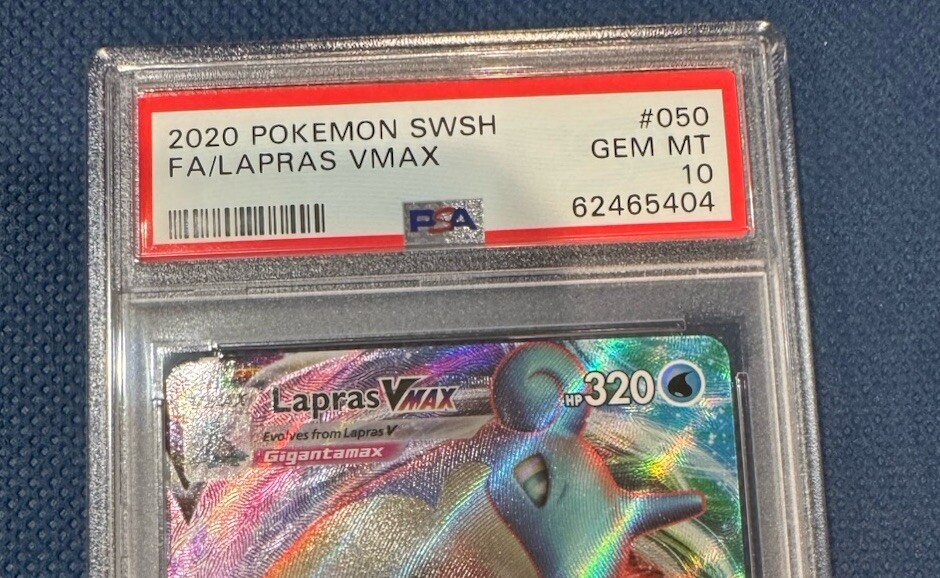 2020 POKEMON SWSH
FA/LAPRAS VMAX
#050
GEM MT
10
62465404
PSA
Lapras VMAX
HP 320
Evolves from Lapras V
Gigantamax